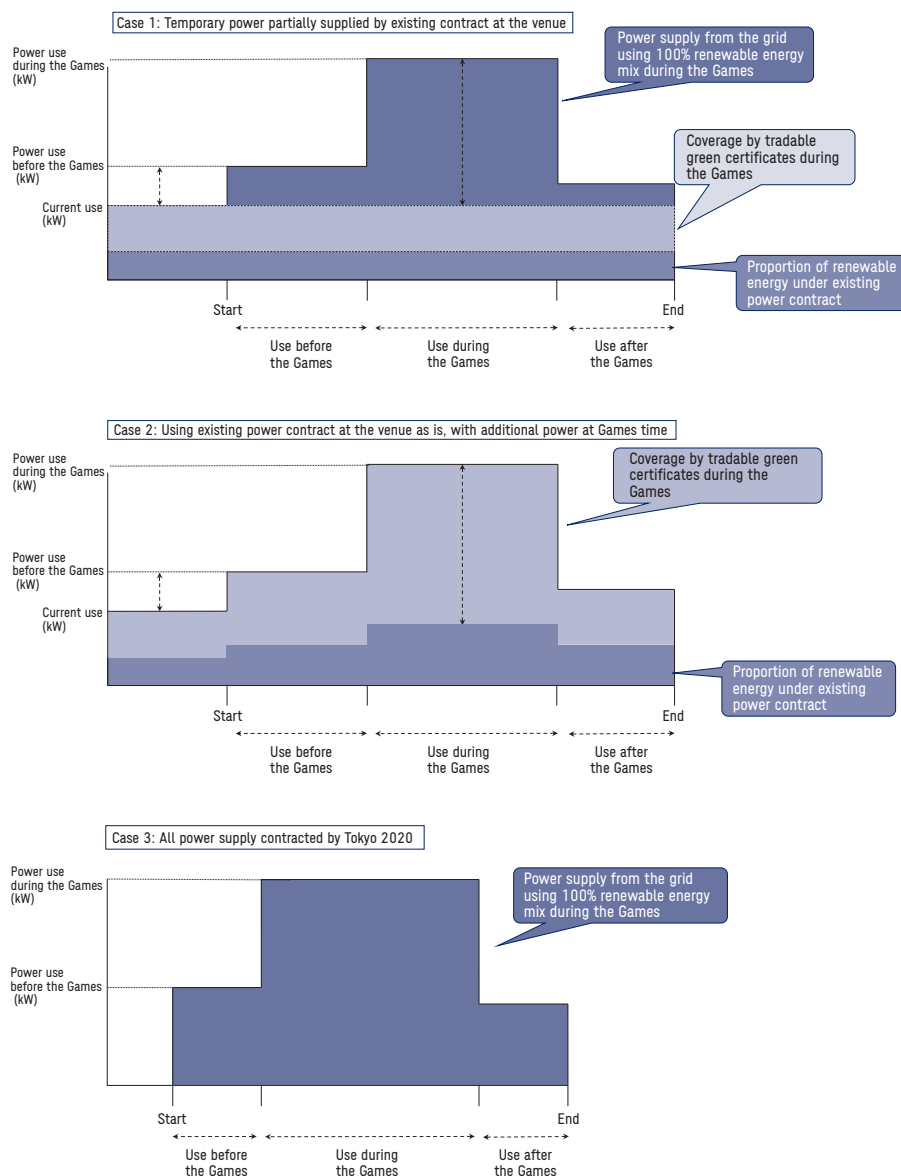 Case 1: Temporary power partially supplied by existing contract at the venue
Power use
during the Games
(kW)
Power supply from the grid
using 100% renewable energy
mix during the Games
Power use
before the Games
(kW)
Coverage by tradable
green certificates during
the Games
Current use
(kW)
Proportion of renewable
energy under existing
power contract
Start
End
Use before
the Games
Use during
the Games
Use after
the Games
Case 2: Using existing power contract at the venue as is, with additional power at Games time
Power use
during the Games
(kW)
Coverage by tradable green
certificates during the
Games
Power use
before the Games
(kW)
Current use
(kW)
Proportion of renewable
energy under existing
power contract
Start
End
Use before
the Games
Use during
the Games
Use after
the Games
Case 3: All power supply contracted by Tokyo 2020
Power use
during the Games
(kW)
Power supply from the grid
using 100% renewable energy
mix during the Games
Power use
before the Games
(kW)
Start
End
Use before
the Games
Use during
the Games
Use after
the Games